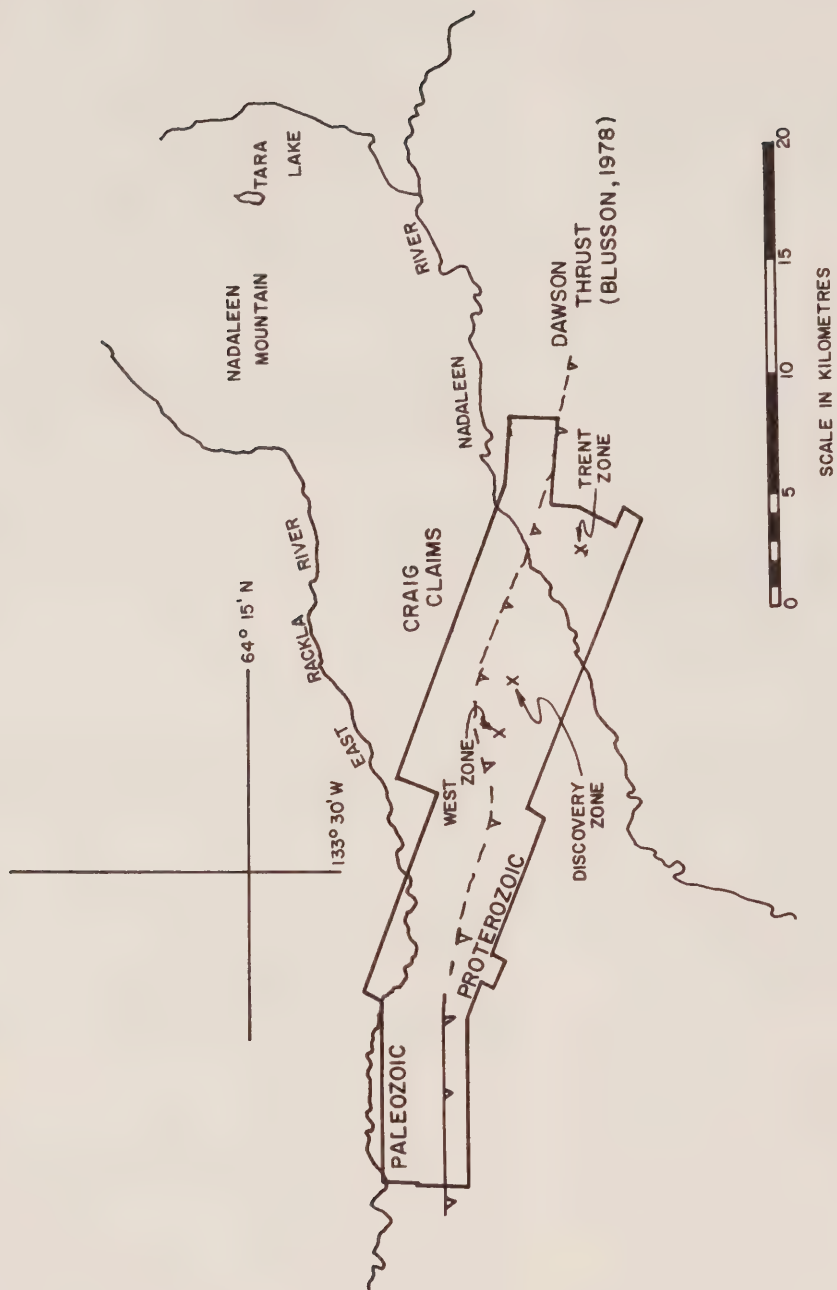 NADALEEN
MOUNTAIN
TARA
LAKE
64° 15' N
133° 30' W
EAST
RACKLA
RIVER
NADALEEN
RIVER
CRAIG
CLAIMS
PALEOZOIC
PROTEROZOIC
WEST
ZONE
X
X
DISCOVERY
ZONE
X
TRENT
ZONE
DAWSON
THRUST
(BLUSSON, 1978)
0 5 10 15 20
SCALE IN KILOMETRES